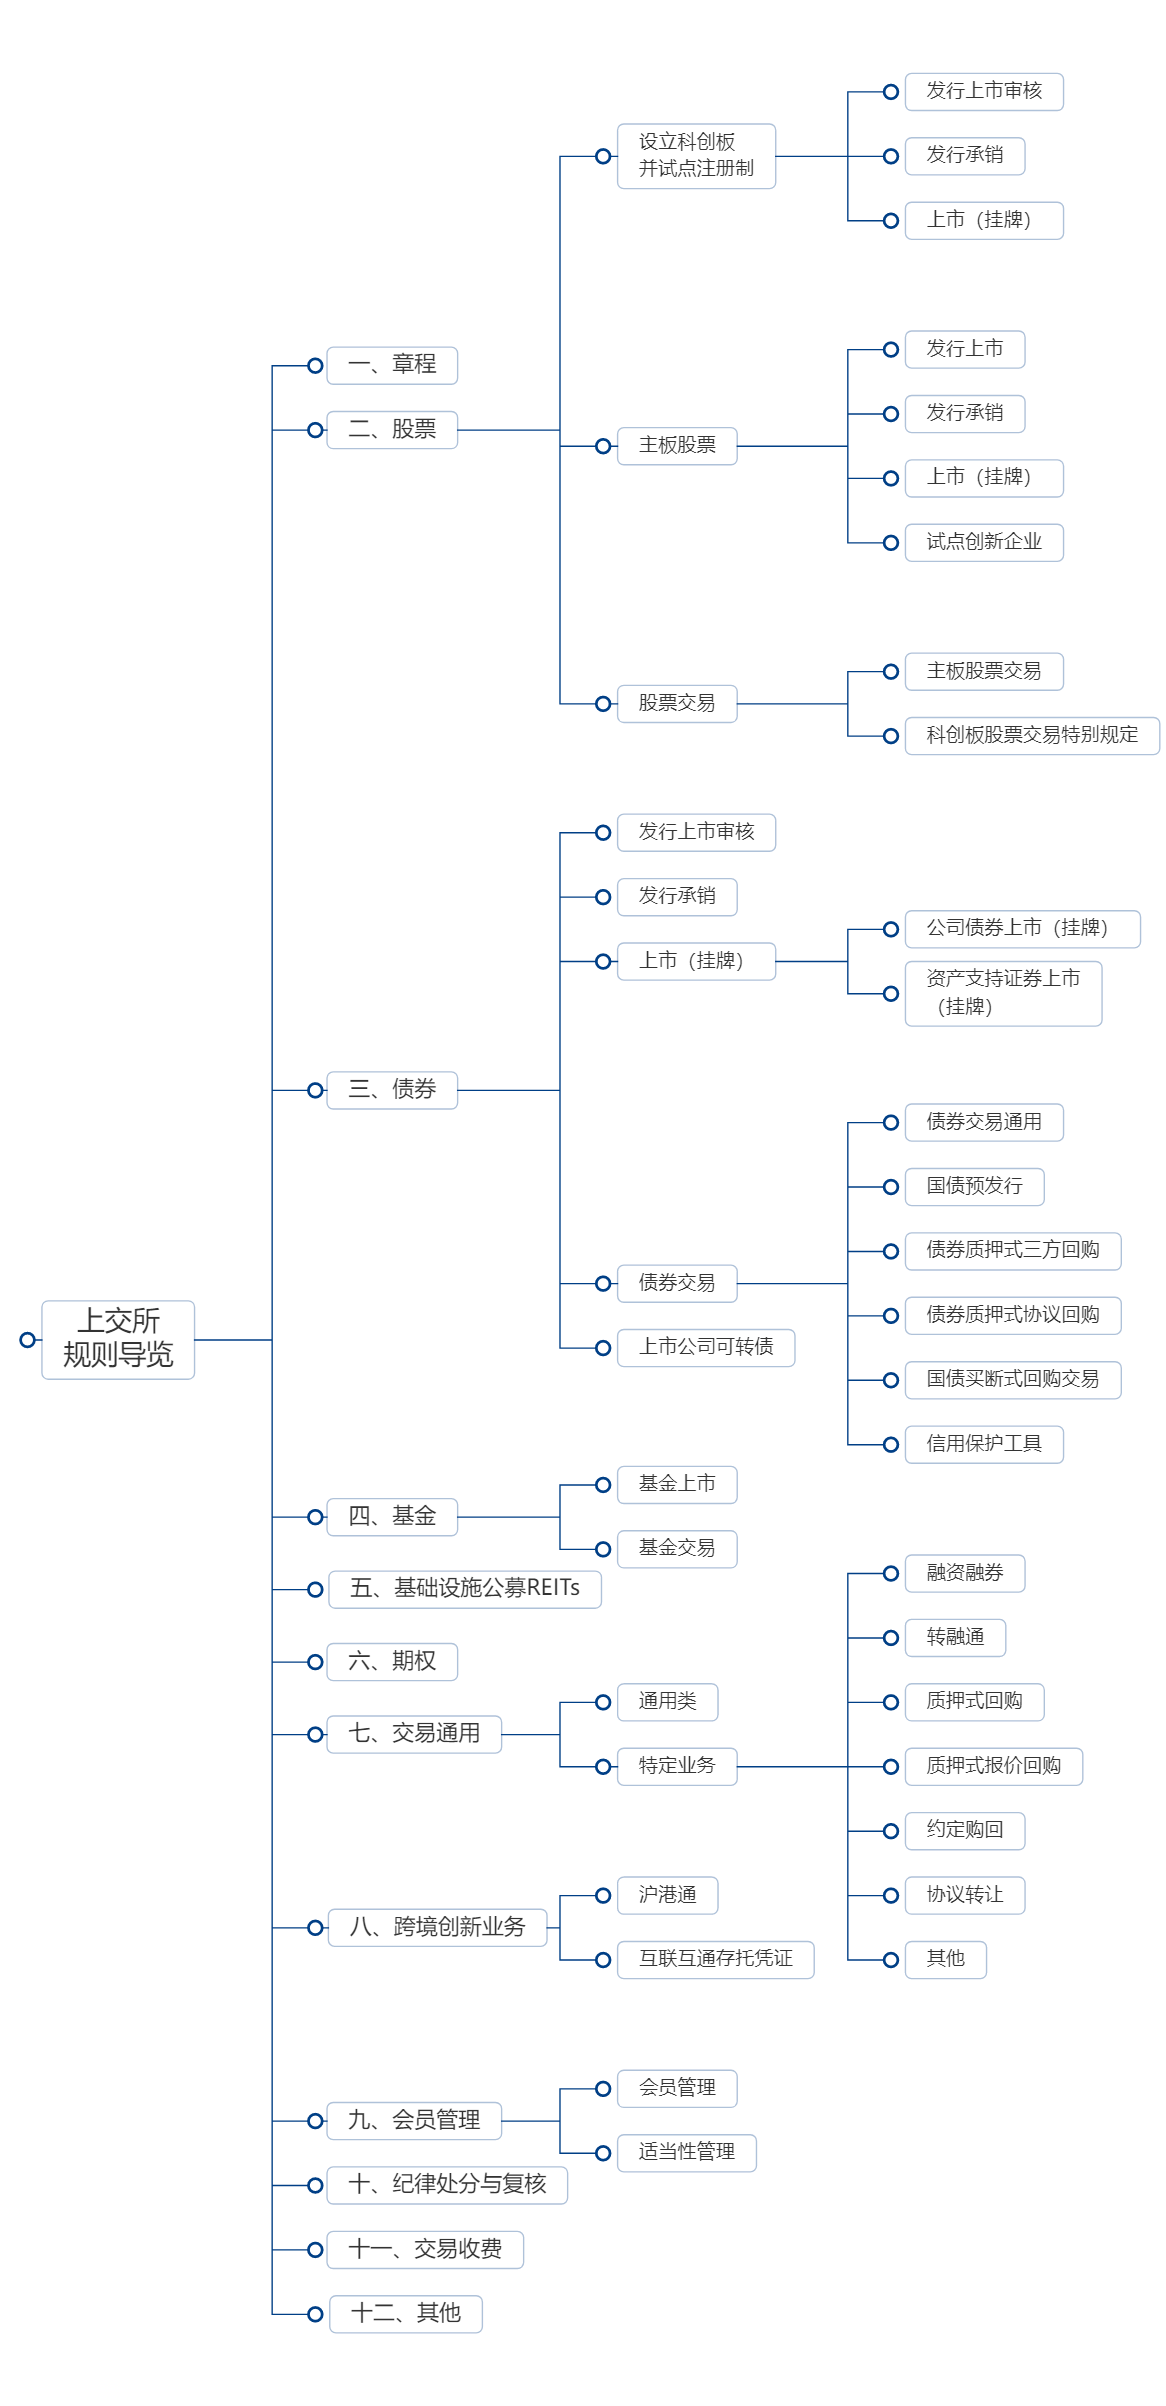 上交所
规则导览
一、章程
二、股票
设立科创板
并试点注册制
发行上市审核
发行承销
上市（挂牌）
主板股票
发行上市
发行承销
上市（挂牌）
试点创新企业
股票交易
主板股票交易
科创板股票交易特别规定
三、债券
发行上市审核
发行承销
上市（挂牌）
公司债券上市（挂牌）
资产支持证券上市
（挂牌）
债券交易
债券交易通用
国债预发行
债券质押式三方回购
债券质押式协议回购
国债买断式回购交易
信用保护工具
上市公司可转债
四、基金
基金上市
基金交易
五、基础设施公募REITs
六、期权
七、交易通用
通用类
特定业务
融资融券
转融通
质押式回购
质押式报价回购
约定购回
协议转让
其他
八、跨境创新业务
沪港通
互联互通存托凭证
九、会员管理
会员管理
适当性管理
十、纪律处分与复核
十一、交易收费
十二、其他